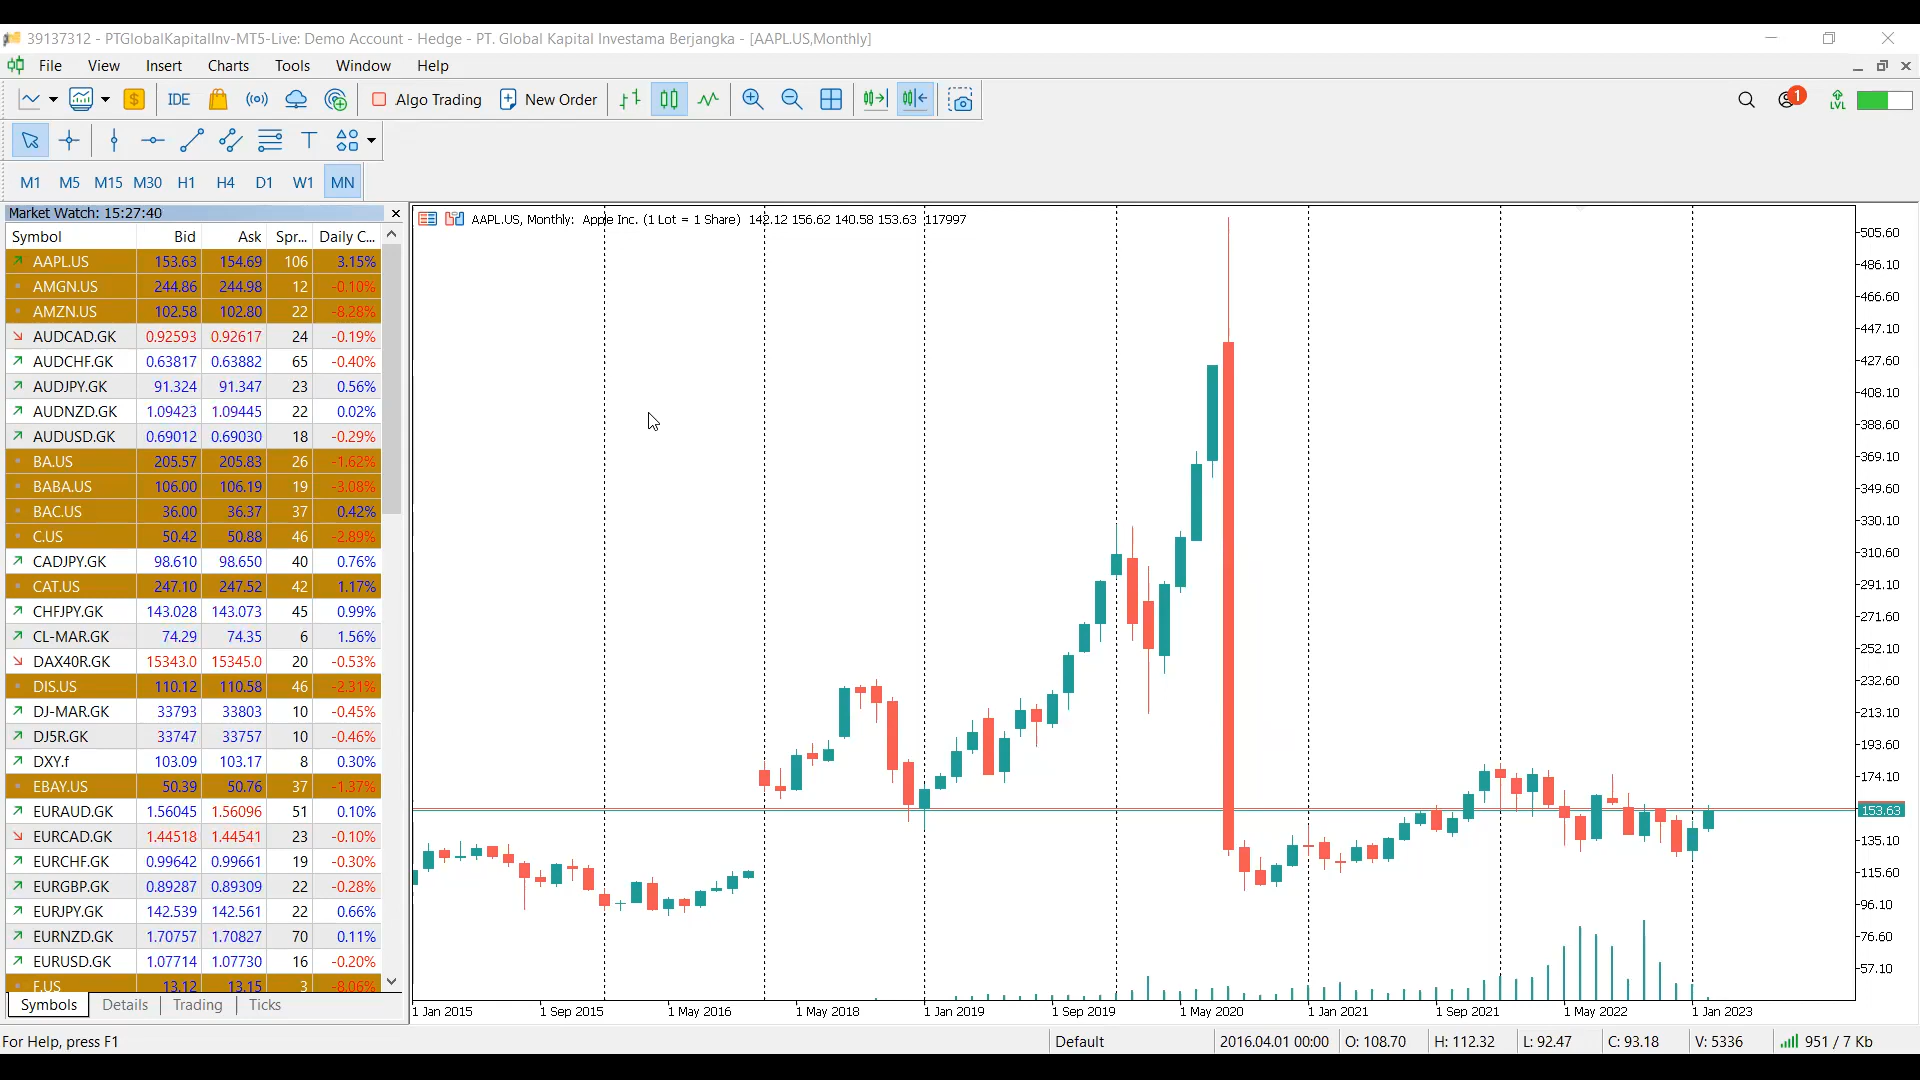 39137312 - PTGlobalKapitalInv-MT5-Live: Demo Account - Hedge - PT. Global Kapital Investama Berjangka - [AAPL.US,Monthly]
File View Insert Charts Tools Window Help
$ IDE Algo Trading New Order 1 LVL
T
M1 M5 M15 M30 H1 H4 D1 W1 MN
Market Watch: 15:27:40
Symbol Bid Ask Spr... Daily C...
AAPL.US 153.63 154.69 106 3.15%
AMGN.US 244.86 244.98 12 -0.10%
AMZN.US 102.58 102.80 22 -8.28%
AUDCAD.GK 0.92593 0.92617 24 -0.19%
AUDCHF.GK 0.63817 0.63882 65 -0.40%
AUDJPY.GK 91.324 91.347 23 0.56%
AUDNZD.GK 1.09423 1.09445 22 0.02%
AUDUSD.GK 0.69012 0.69030 18 -0.29%
BA.US 205.57 205.83 26 -1.62%
BABA.US 106.00 106.19 19 -3.08%
BAC.US 36.00 36.37 37 0.42%
C.US 50.42 50.88 46 -2.89%
CADJPY.GK 98.610 98.650 40 0.76%
CAT.US 247.10 247.52 42 1.17%
CHFJPY.GK 143.028 143.073 45 0.99%
CL-MAR.GK 74.29 74.35 6 1.56%
DAX40R.GK 15343.0 15345.0 20 -0.53%
DIS.US 110.12 110.58 46 -2.31%
DJ-MAR.GK 33793 33803 10 -0.45%
DJ5R.GK 33747 33757 10 -0.46%
DXY.f 103.09 103.17 8 0.30%
EBAY.US 50.39 50.76 37 -1.37%
EURAUD.GK 1.56045 1.56096 51 0.10%
EURCAD.GK 1.44518 1.44541 23 -0.10%
EURCHF.GK 0.99642 0.99661 19 -0.30%
EURGBP.GK 0.89287 0.89309 22 -0.28%
EURJPY.GK 142.539 142.561 22 0.66%
EURNZD.GK 1.70757 1.70827 70 0.11%
EURUSD.GK 1.07714 1.07730 16 -0.20%
F.US 13.12 13.15 3 -8.06%
Symbols Details Trading Ticks
AAPL.US, Monthly: Apple Inc. (1 Lot = 1 Share) 142.12 156.62 140.58 153.63 117997
505.60
486.10
466.60
447.10
427.60
408.10
388.60
369.10
349.60
330.10
310.60
291.10
271.60
252.10
232.60
213.10
193.60
174.10
153.63
135.10
115.60
96.10
76.60
57.10
1 Jan 2015 1 Sep 2015 1 May 2016 1 May 2018 1 Jan 2019 1 Sep 2019 1 May 2020 1 Jan 2021 1 Sep 2021 1 May 2022 1 Jan 2023
For Help, press F1 Default 2016.04.01 00:00 O: 108.70 H: 112.32 L: 92.47 C: 93.18 V: 5336 951 / 7 Kb